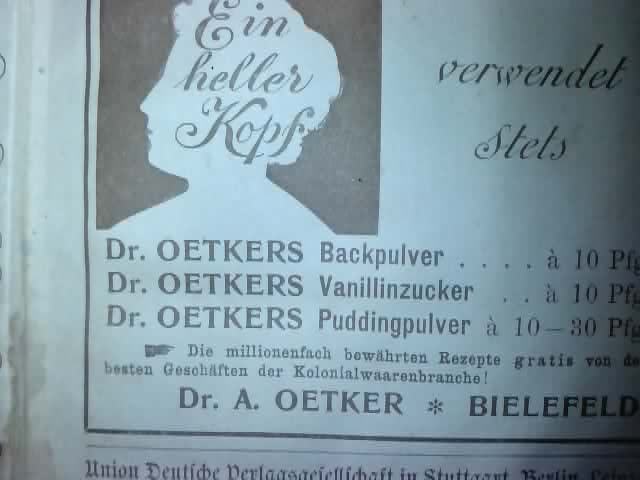 Ein
heller
Kopf
verwendet
Stets
Dr. OETKERS Backpulver . . . . à 10 Pfg
Dr. OETKERS Vanillinzucker . . à 10 Pfg
Dr. OETKERS Puddingpulver à 10–30 Pfg
Die millionenfach bewährten Rezepte gratis von de
besten Geschäften der Kolonialwaarenbranche!
Dr. A. OETKER * BIELEFELD
Union Deutsche Verlagsgesellschaft in Stuttgart, Berlin, Leipz